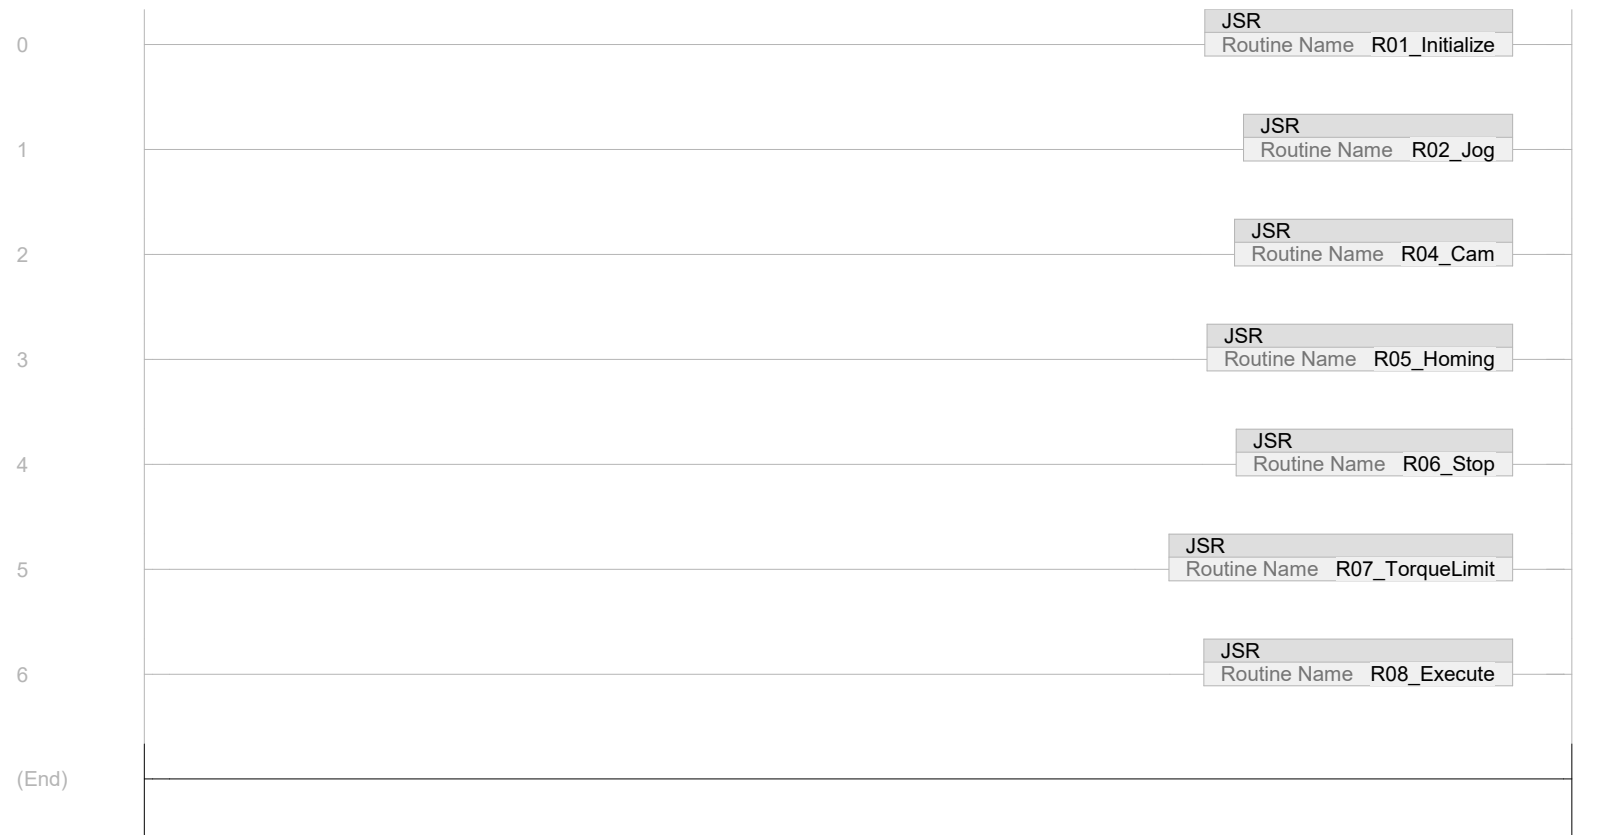 JSR
0 Routine Name R01_Initialize
JSR
1 Routine Name R02_Jog
JSR
2 Routine Name R04_Cam
JSR
3 Routine Name R05_Homing
JSR
4 Routine Name R06_Stop
JSR
5 Routine Name R07_TorqueLimit
JSR
6 Routine Name R08_Execute
(End)